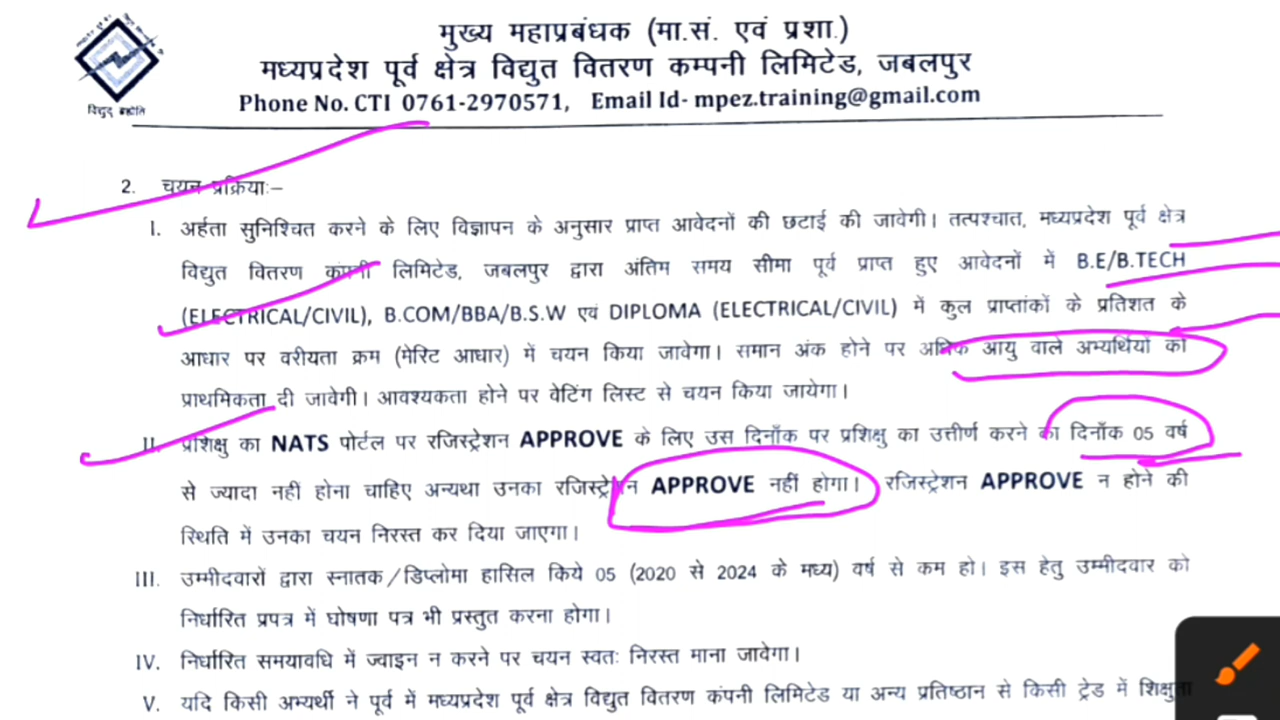 मुख्य महाप्रबंधक (मा.सं. एवं प्रशा.)
मध्यप्रदेश पूर्व क्षेत्र विद्युत वितरण कम्पनी लिमिटेड, जबलपुर
Phone No. CTI 0761-2970571, Email Id- mpez.training@gmail.com
2. चयन प्रक्रिया:–
I. अर्हता सुनिश्चित करने के लिए विज्ञापन के अनुसार प्राप्त आवेदनों की छटाई की जावेगी। तत्पश्चात, मध्यप्रदेश पूर्व क्षेत्र
विद्युत वितरण कंपनी लिमिटेड, जबलपुर द्वारा अंतिम समय सीमा पूर्व प्राप्त हुए आवेदनों में B.E/B.TECH
(ELECTRICAL/CIVIL), B.COM/BBA/B.S.W एवं DIPLOMA (ELECTRICAL/CIVIL) में कुल प्राप्तांकों के प्रतिशत के
आधार पर वरीयता क्रम (मेरिट आधार) में चयन किया जावेगा। समान अंक होने पर अधिक आयु वाले अभ्यर्थियों को
प्राथमिकता दी जावेगी। आवश्यकता होने पर वेटिंग लिस्ट से चयन किया जायेगा।
II. प्रशिक्षु का NATS पोर्टल पर रजिस्ट्रेशन APPROVE के लिए उस दिनाँक पर प्रशिक्षु का उत्तीर्ण करने का दिनाँक 05 वर्ष
से ज्यादा नही होना चाहिए अन्यथा उनका रजिस्ट्रेशन APPROVE नहीं होगा। रजिस्ट्रेशन APPROVE न होने की
स्थिति में उनका चयन निरस्त कर दिया जाएगा।
III. उम्मीदवारों द्वारा स्नातक/डिप्लोमा हासिल किये 05 (2020 से 2024 के मध्य) वर्ष से कम हो। इस हेतु उम्मीदवार को
निर्धारित प्रपत्र में घोषणा पत्र भी प्रस्तुत करना होगा।
IV. निर्धारित समयावधि में ज्वाइन न करने पर चयन स्वतः निरस्त माना जावेगा।
V. यदि किसी अभ्यर्थी ने पूर्व में मध्यप्रदेश पूर्व क्षेत्र विद्युत वितरण कंपनी लिमिटेड या अन्य प्रतिष्ठान से किसी ट्रेड में शिक्षुता